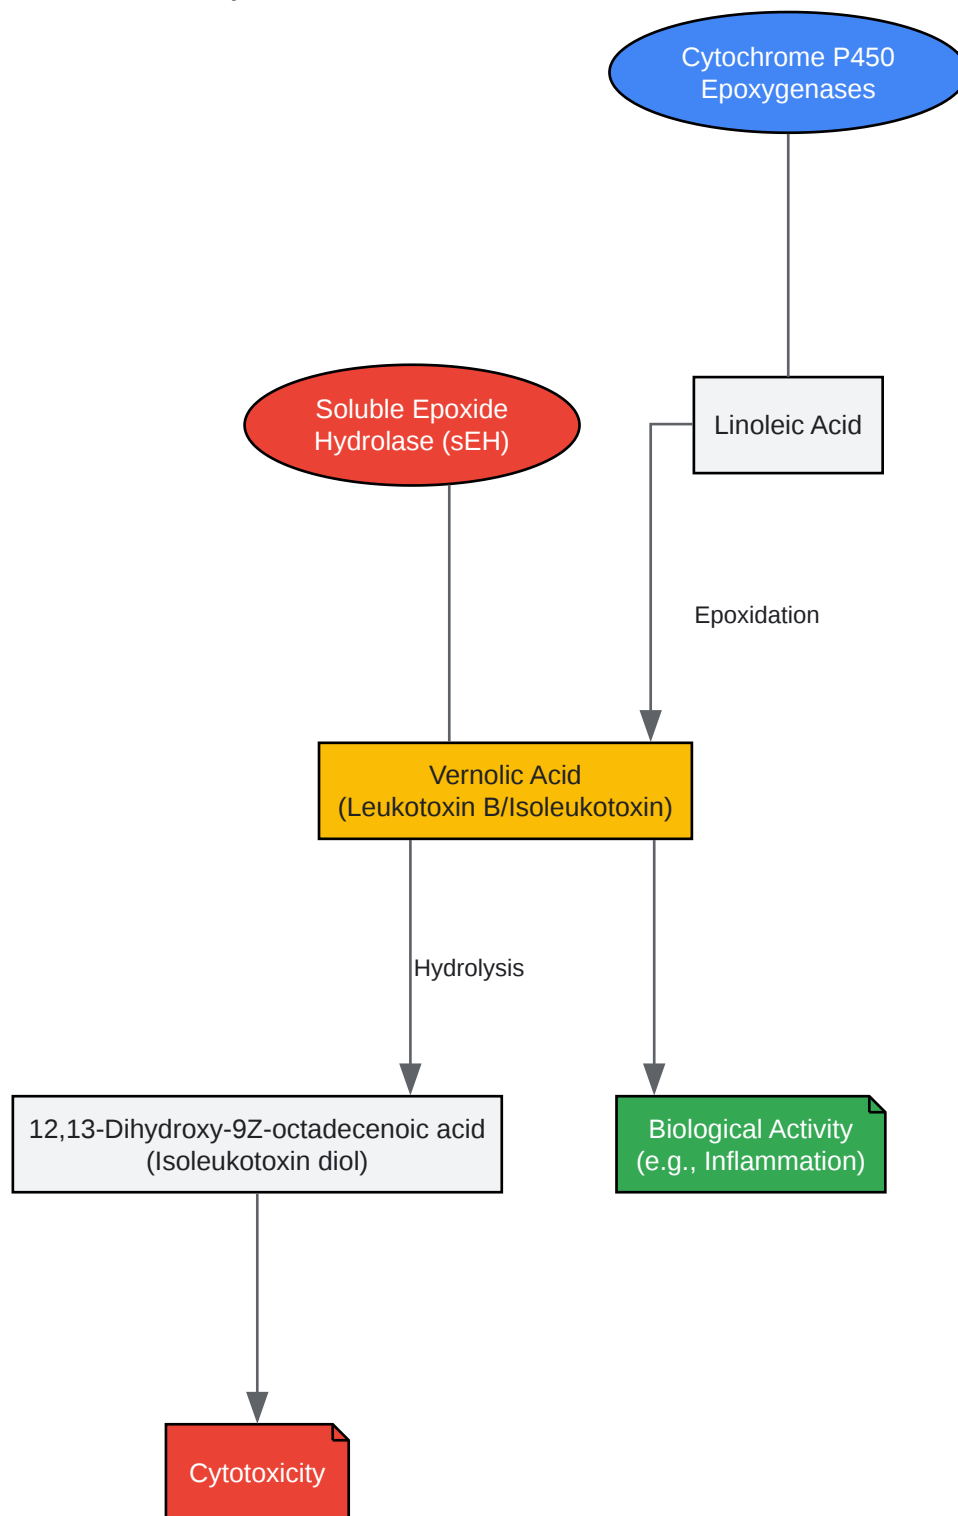 Cytochrome P450
Epoxygenases
Soluble Epoxide
Hydrolase (sEH)
Linoleic Acid
Epoxidation
Vernolic Acid
(Leukotoxin B/Isoleukotoxin)
Hydrolysis
12,13-Dihydroxy-9Z-octadecenoic acid
(Isoleukotoxin diol)
Biological Activity
(e.g., Inflammation)
Cytotoxicity